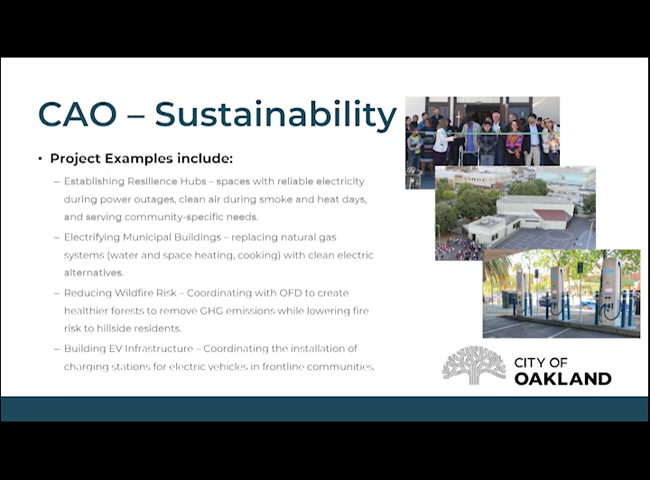 CAO – Sustainability
• Project Examples include:
– Establishing Resilience Hubs – spaces with reliable electricity
during power outages, clean air during smoke and heat days,
and serving community-specific needs.
– Electrifying Municipal Buildings – replacing natural gas
systems (water and space heating, cooking) with clean electric
alternatives.
– Reducing Wildfire Risk – Coordinating with OFD to create
healthier forests to remove GHG emissions while lowering fire
risk to hillside residents.
– Building EV Infrastructure – Coordinating the installation of
charging stations for electric vehicles in frontline communities.
CITY OF
OAKLAND